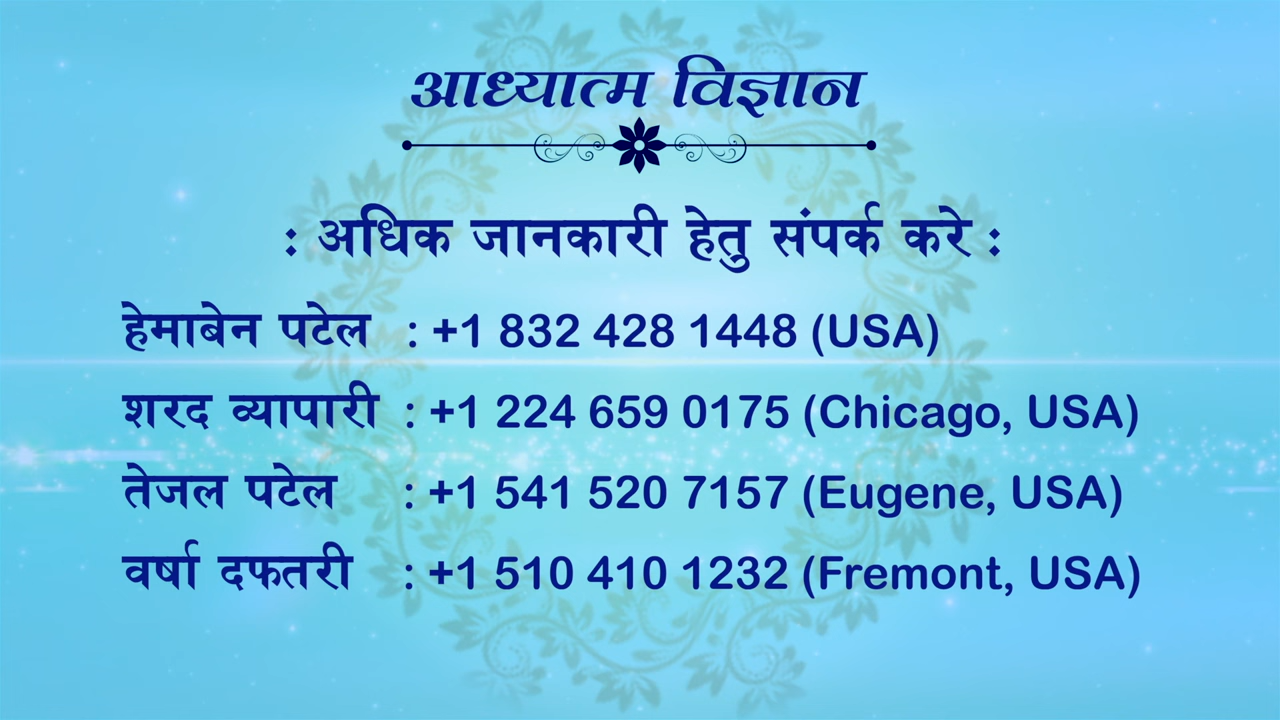 आध्यात्म विज्ञान
: अधिक जानकारी हेतु संपर्क करे :
हेमाबेन पटेल : +1 832 428 1448 (USA)
शरद व्यापारी : +1 224 659 0175 (Chicago, USA)
तेजल पटेल : +1 541 520 7157 (Eugene, USA)
वर्षा दफतरी : +1 510 410 1232 (Fremont, USA)